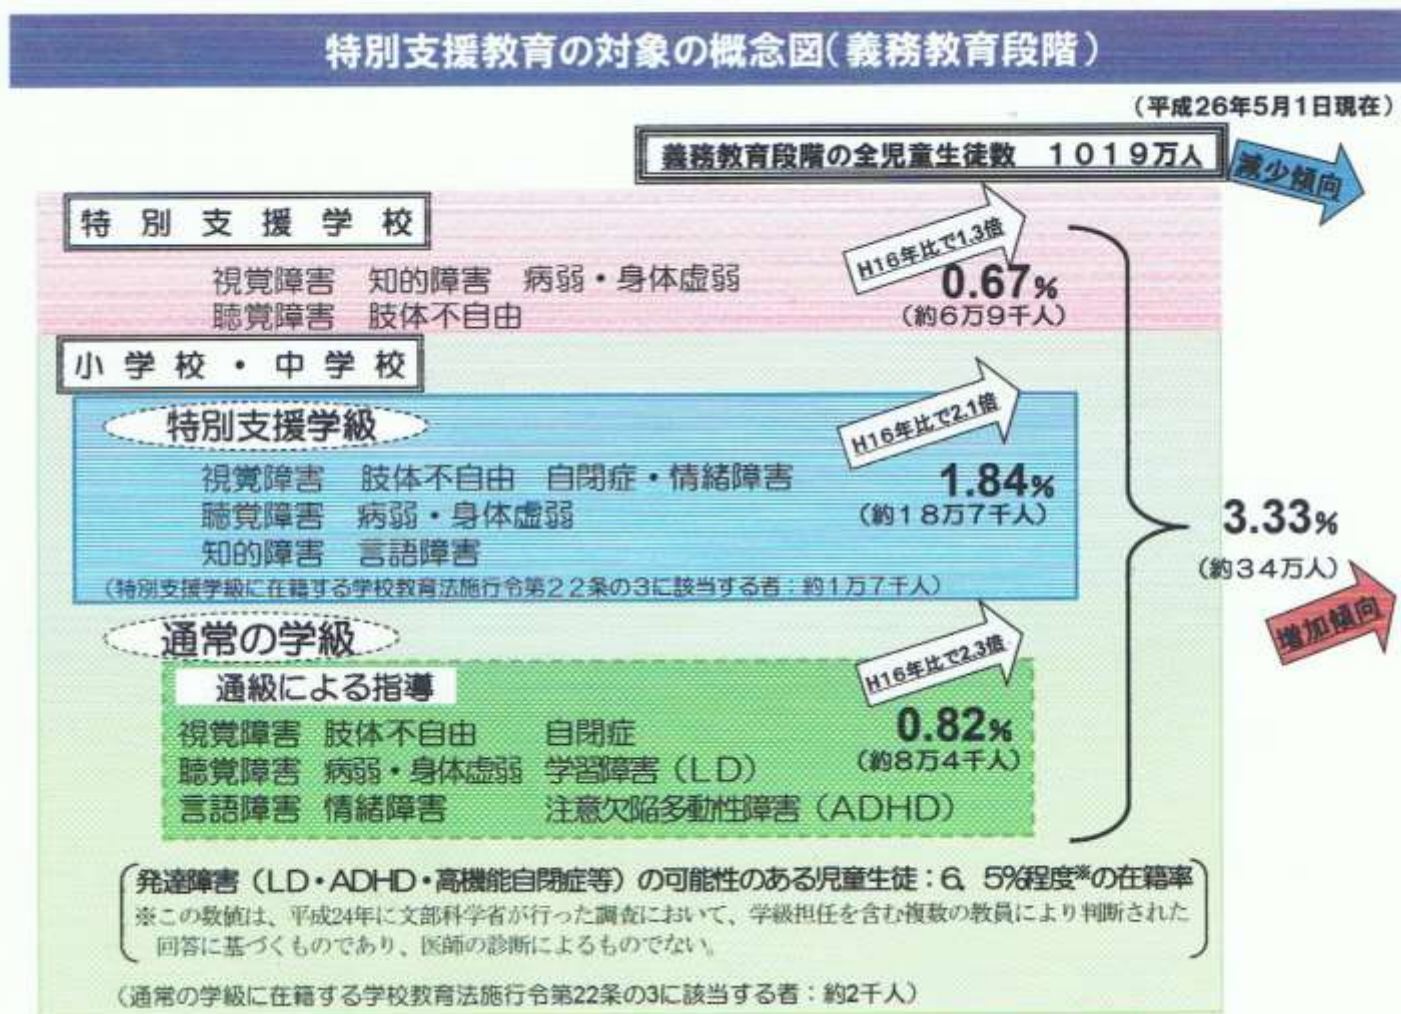 特別支援教育の対象の概念図(義務教育段階)
(平成26年5月1日現在)
義務教育段階の全児童生徒数 1019万人
減少傾向
特別支援学校
H16年比で1.3倍
視覚障害 知的障害 病弱・身体虚弱
聴覚障害 肢体不自由
0.67%
(約6万9千人)
小学校・中学校
特別支援学級
H16年比で2.1倍
視覚障害 肢体不自由 自閉症・情緒障害
聴覚障害 病弱・身体虚弱
知的障害 言語障害
1.84%
(約18万7千人)
(特別支援学級に在籍する学校教育法施行令第22条の3に該当する者:約1万7千人)
3.33%
(約34万人)
増加傾向
通常の学級
H16年比で2.3倍
通級による指導
視覚障害 肢体不自由 自閉症
聴覚障害 病弱・身体虚弱 学習障害(LD)
言語障害 情緒障害 注意欠陥多動性障害(ADHD)
0.82%
(約8万4千人)
発達障害(LD・ADHD・高機能自閉症等)の可能性のある児童生徒:6.5%程度※の在籍率
※この数値は、平成24年に文部科学省が行った調査において、学級担任を含む複数の教員により判断された
回答に基づくものであり、医師の診断によるものでない。
(通常の学級に在籍する学校教育法施行令第22条の3に該当する者:約2千人)